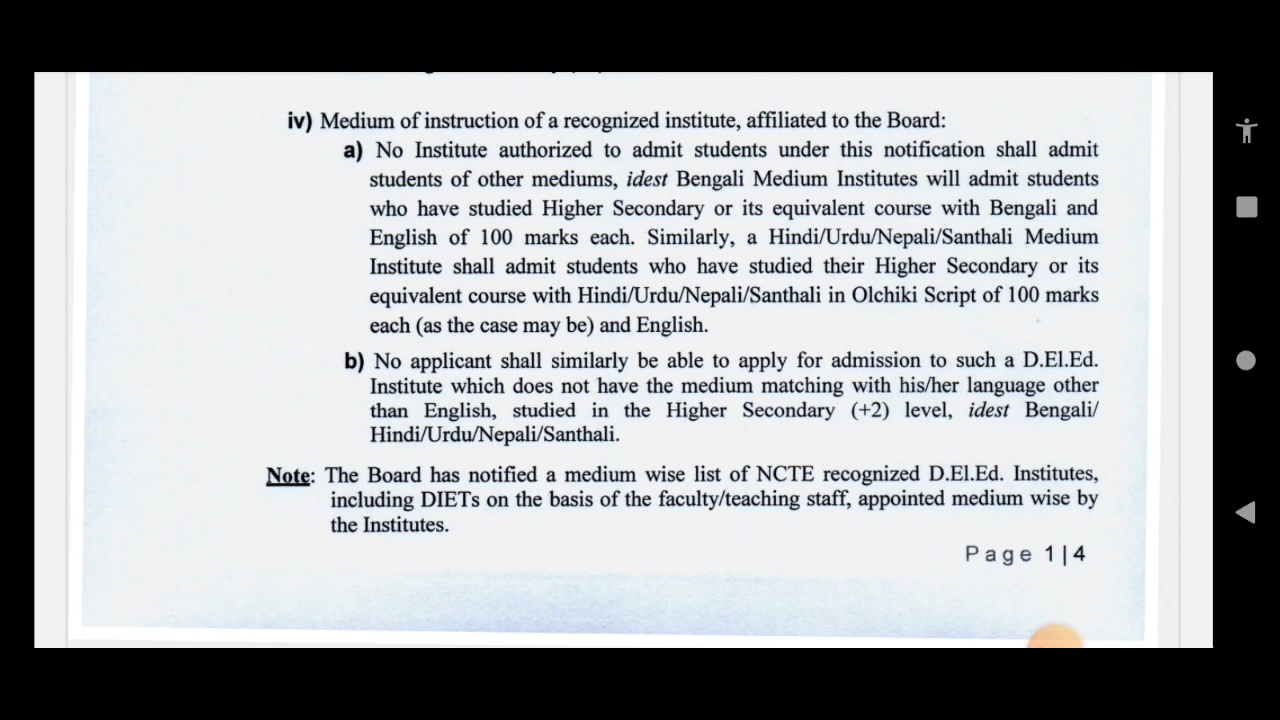 iv) Medium of instruction of a recognized institute, affiliated to the Board:
a) No Institute authorized to admit students under this notification shall admit
students of other mediums, idest Bengali Medium Institutes will admit students
who have studied Higher Secondary or its equivalent course with Bengali and
English of 100 marks each. Similarly, a Hindi/Urdu/Nepali/Santhali Medium
Institute shall admit students who have studied their Higher Secondary or its
equivalent course with Hindi/Urdu/Nepali/Santhali in Olchiki Script of 100 marks
each (as the case may be) and English.
b) No applicant shall similarly be able to apply for admission to such a D.El.Ed.
Institute which does not have the medium matching with his/her language other
than English, studied in the Higher Secondary (+2) level, idest Bengali/
Hindi/Urdu/Nepali/Santhali.
Note: The Board has notified a medium wise list of NCTE recognized D.El.Ed. Institutes,
including DIETs on the basis of the faculty/teaching staff, appointed medium wise by
the Institutes.
Page 1|4